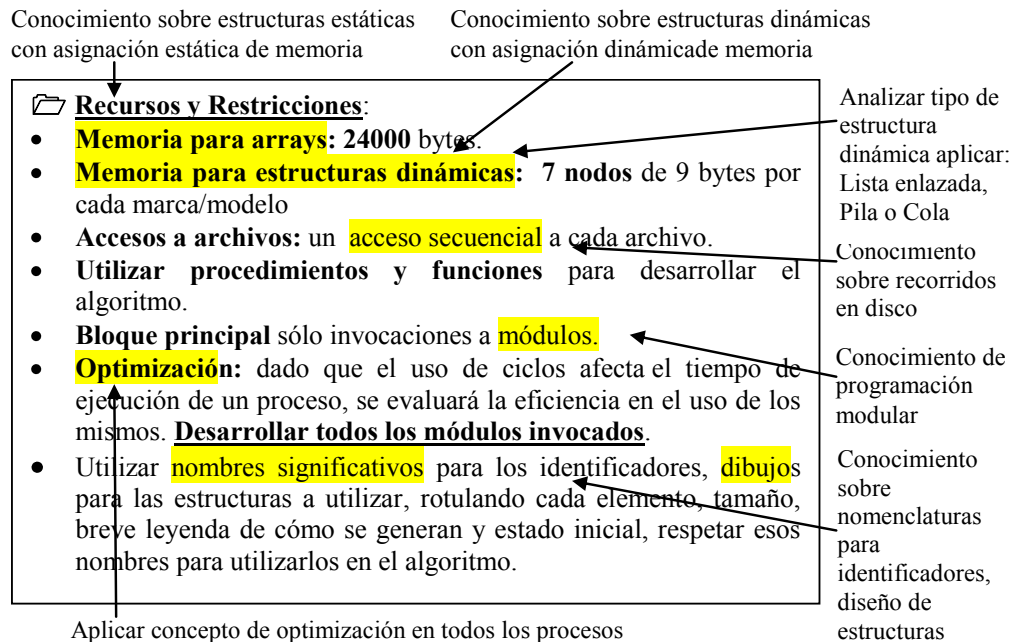 Conocimiento sobre estructuras estáticas
con asignación estática de memoria
Conocimiento sobre estructuras dinámicas
con asignación dinámicade memoria
Recursos y Restricciones:
• Memoria para arrays: 24000 bytes.
• Memoria para estructuras dinámicas: 7 nodos de 9 bytes por
cada marca/modelo
• Accesos a archivos: un acceso secuencial a cada archivo.
• Utilizar procedimientos y funciones para desarrollar el
algoritmo.
• Bloque principal sólo invocaciones a módulos.
• Optimización: dado que el uso de ciclos afecta el tiempo de
ejecución de un proceso, se evaluará la eficiencia en el uso de los
mismos. Desarrollar todos los módulos invocados.
• Utilizar nombres significativos para los identificadores, dibujos
para las estructuras a utilizar, rotulando cada elemento, tamaño,
breve leyenda de cómo se generan y estado inicial, respetar esos
nombres para utilizarlos en el algoritmo.
Analizar tipo de
estructura
dinámica aplicar:
Lista enlazada,
Pila o Cola
Conocimiento
sobre recorridos
en disco
Conocimiento de
programación
modular
Conocimiento
sobre
nomenclaturas
para
identificadores,
diseño de
estructuras
Aplicar concepto de optimización en todos los procesos